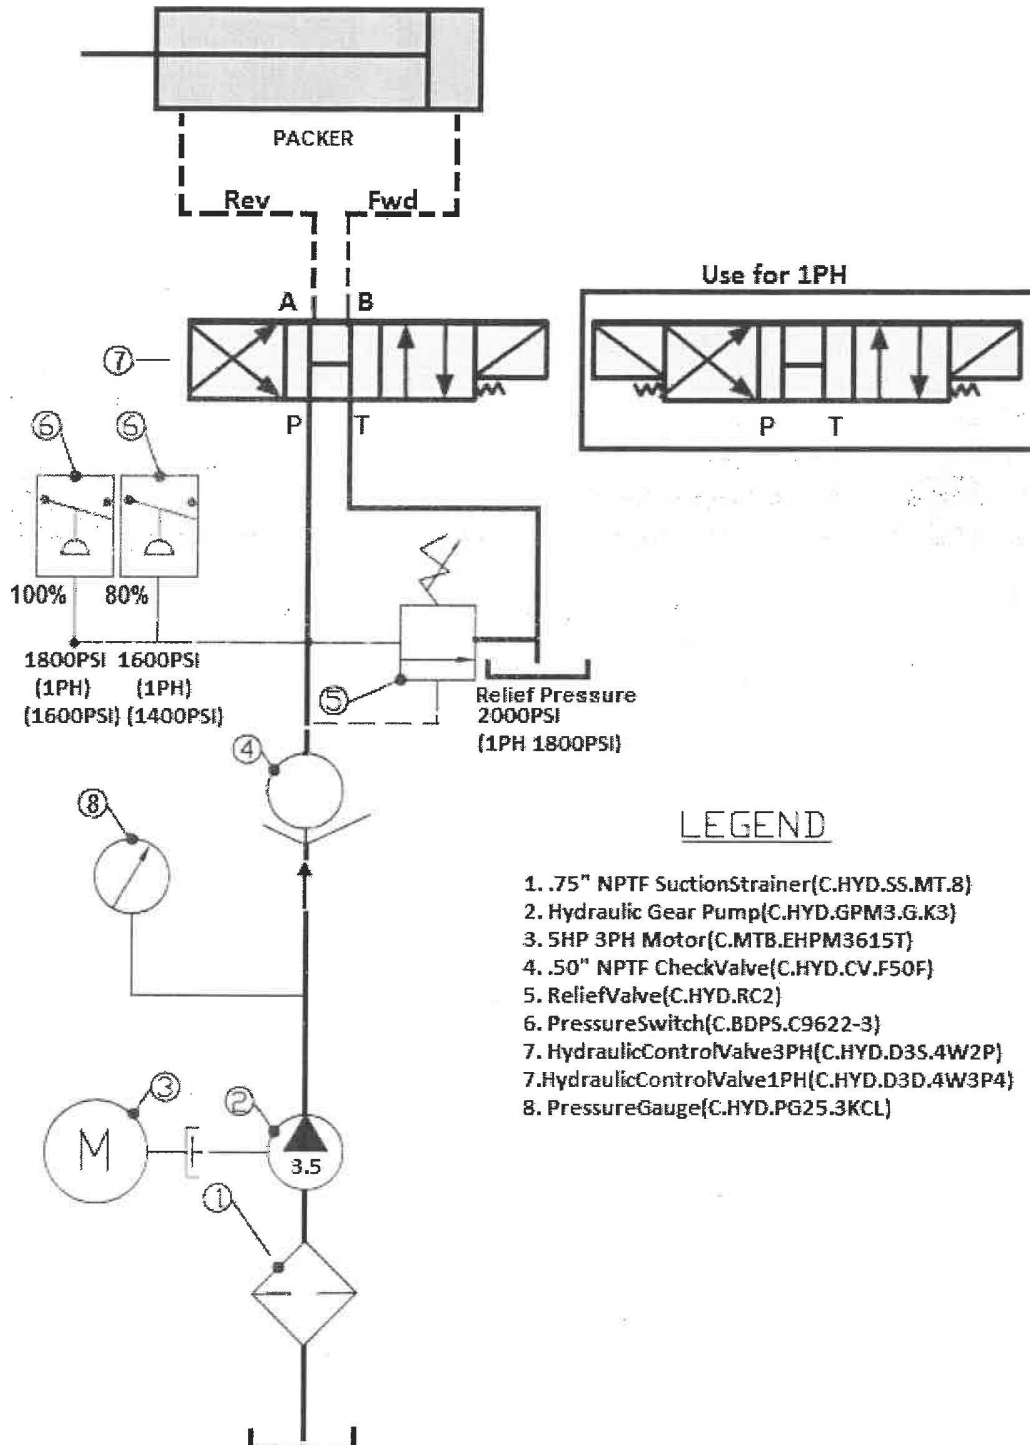 PACKER
Rev
Fwd
A
B
Use for 1PH
7
P
T
P T
6
6
100%
80%
1800PSI
(1PH)
(1600PSI)
1600PSI
(1PH)
(1400PSI)
5
Relief Pressure
2000PSI
(1PH 1800PSI)
4
8
LEGEND
1. .75" NPTF SuctionStrainer(C.HYD.SS.MT.8)
2. Hydraulic Gear Pump(C.HYD.GPM3.G.K3)
3. 5HP 3PH Motor(C.MTB.EHPM3615T)
4. .50" NPTF CheckValve(C.HYD.CV.F50F)
5. ReliefValve(C.HYD.RC2)
6. PressureSwitch(C.BDPS.C9622-3)
7. HydraulicControlValve3PH(C.HYD.D3S.4W2P)
7.HydraulicControlValve1PH(C.HYD.D3D.4W3P4)
8. PressureGauge(C.HYD.PG25.3KCL)
3
2
M
3.5
1